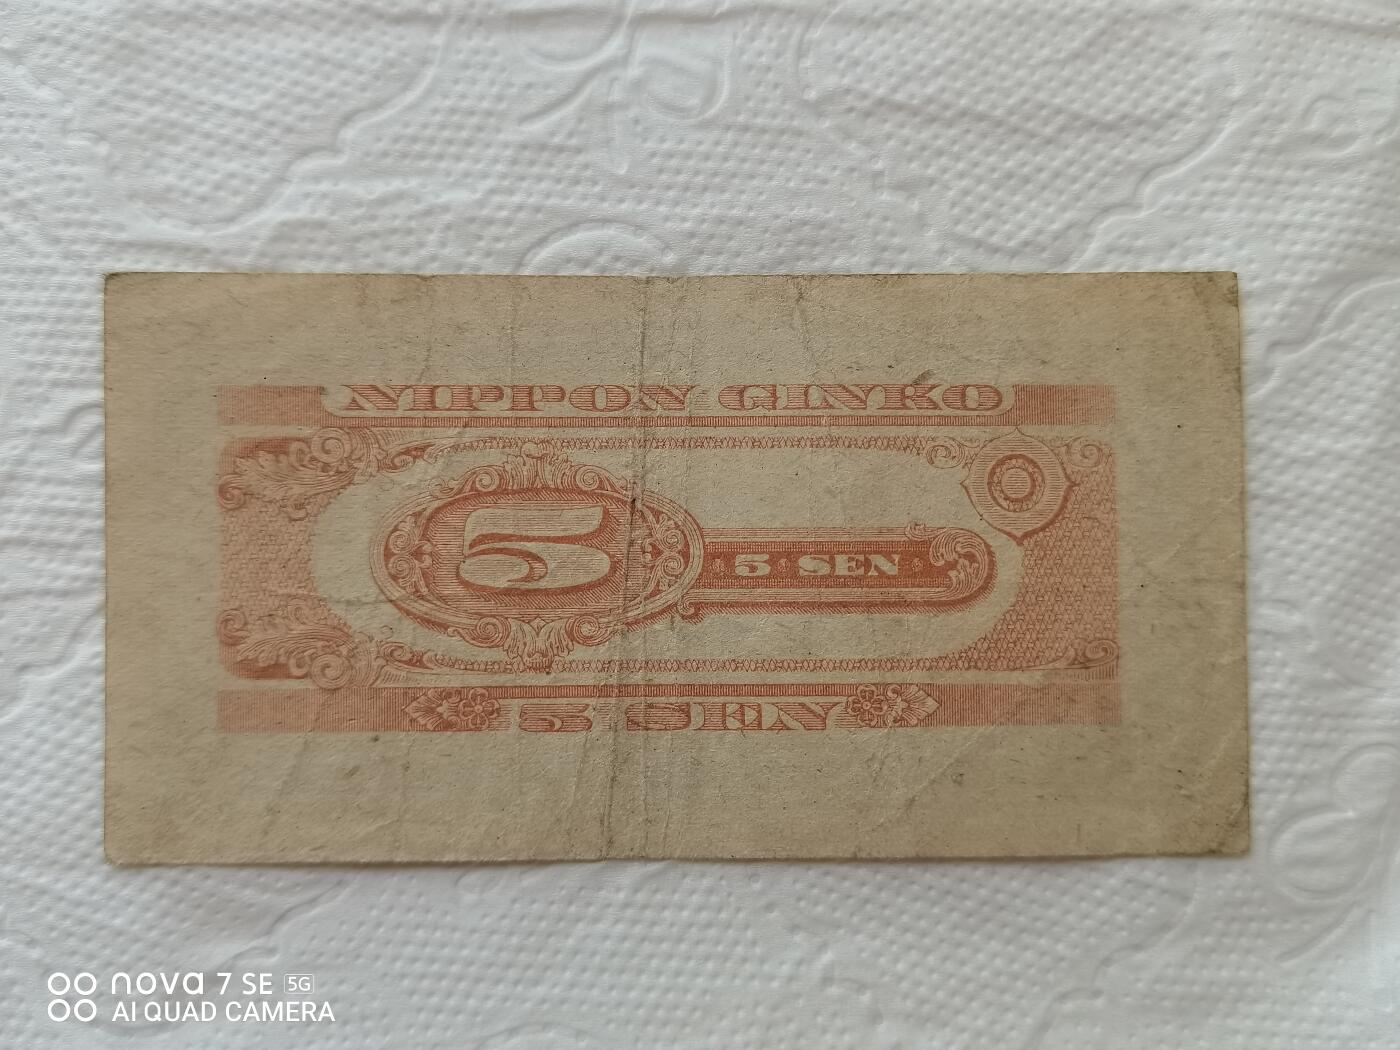 NIPPON GINKO
5
5 SEN
5 SEN
nova 7 SE 5G
AI QUAD CAMERA